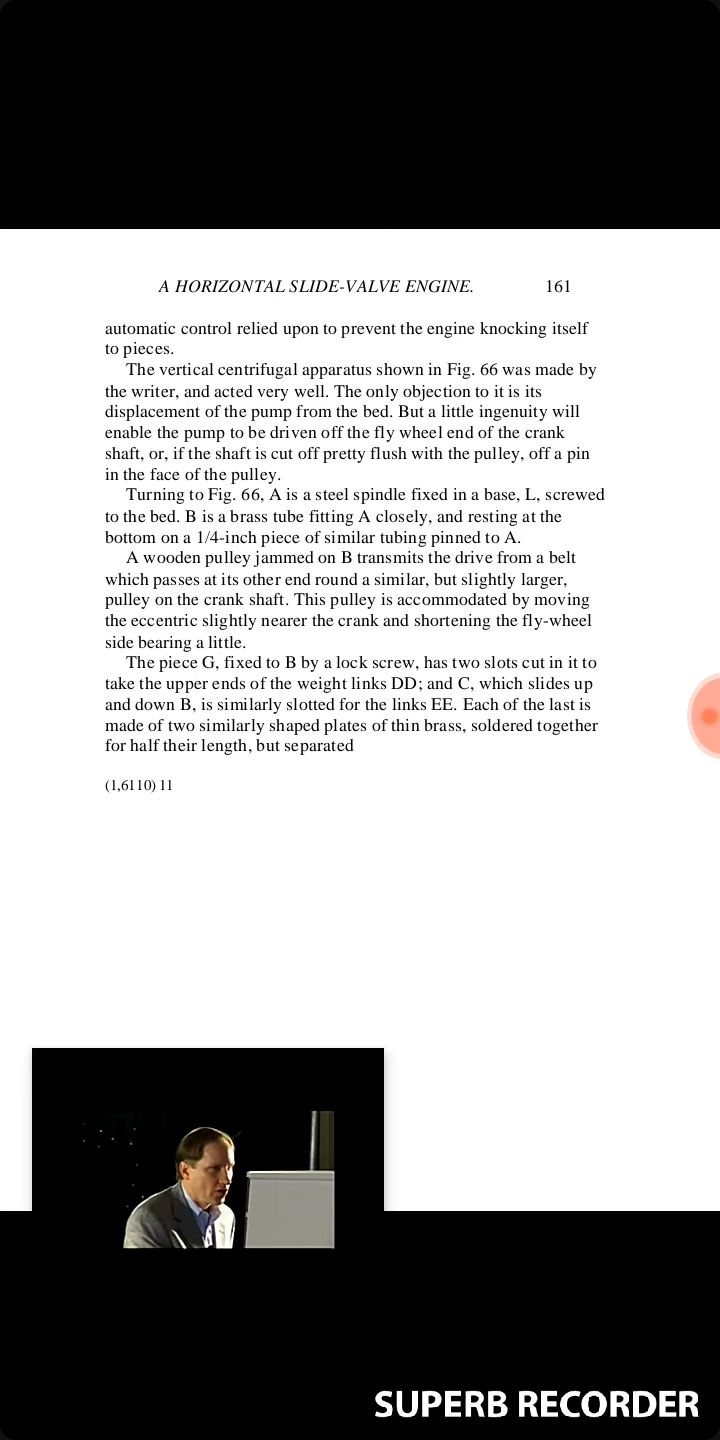 A HORIZONTAL SLIDE-VALVE ENGINE. 161
automatic control relied upon to prevent the engine knocking itself
to pieces.
The vertical centrifugal apparatus shown in Fig. 66 was made by
the writer, and acted very well. The only objection to it is its
displacement of the pump from the bed. But a little ingenuity will
enable the pump to be driven off the fly wheel end of the crank
shaft, or, if the shaft is cut off pretty flush with the pulley, off a pin
in the face of the pulley.
Turning to Fig. 66, A is a steel spindle fixed in a base, L, screwed
to the bed. B is a brass tube fitting A closely, and resting at the
bottom on a 1/4-inch piece of similar tubing pinned to A.
A wooden pulley jammed on B transmits the drive from a belt
which passes at its other end round a similar, but slightly larger,
pulley on the crank shaft. This pulley is accommodated by moving
the eccentric slightly nearer the crank and shortening the fly-wheel
side bearing a little.
The piece G, fixed to B by a lock screw, has two slots cut in it to
take the upper ends of the weight links DD; and C, which slides up
and down B, is similarly slotted for the links EE. Each of the last is
made of two similarly shaped plates of thin brass, soldered together
for half their length, but separated
(1,6110) 11
SUPERB RECORDER